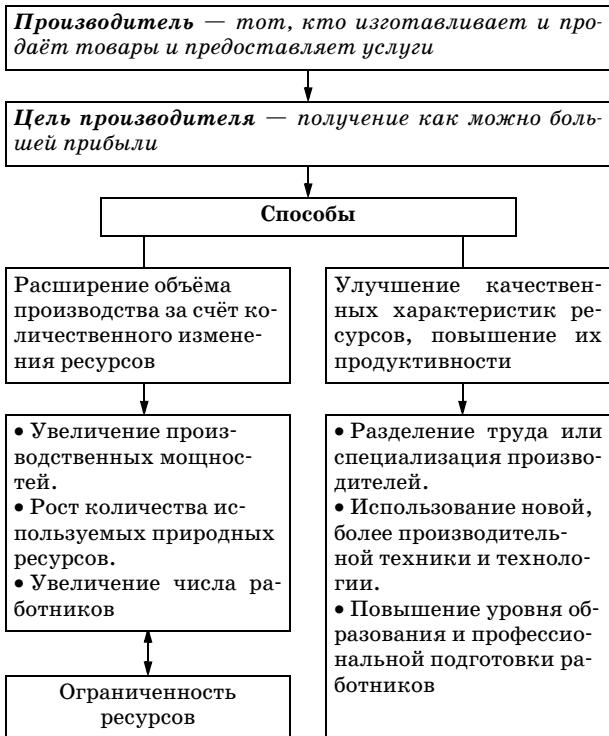 Производитель — тот, кто изготавливает и про-
даёт товары и предоставляет услуги
Цель производителя — получение как можно боль-
шей прибыли
Способы
Расширение объёма
производства за счёт ко-
личественного измене-
ния ресурсов
Улучшение качествен-
ных характеристик ре-
сурсов, повышение их
продуктивности
• Увеличение произ-
водственных мощнос-
тей.
• Рост количества ис-
пользуемых природных
ресурсов.
• Увеличение числа ра-
ботников
• Разделение труда или
специализация произво-
дителей.
• Использование новой,
более производитель-
ной техники и техноло-
гии.
• Повышение уровня об-
разования и профессио-
нальной подготовки ра-
ботников
Ограниченность
ресурсов